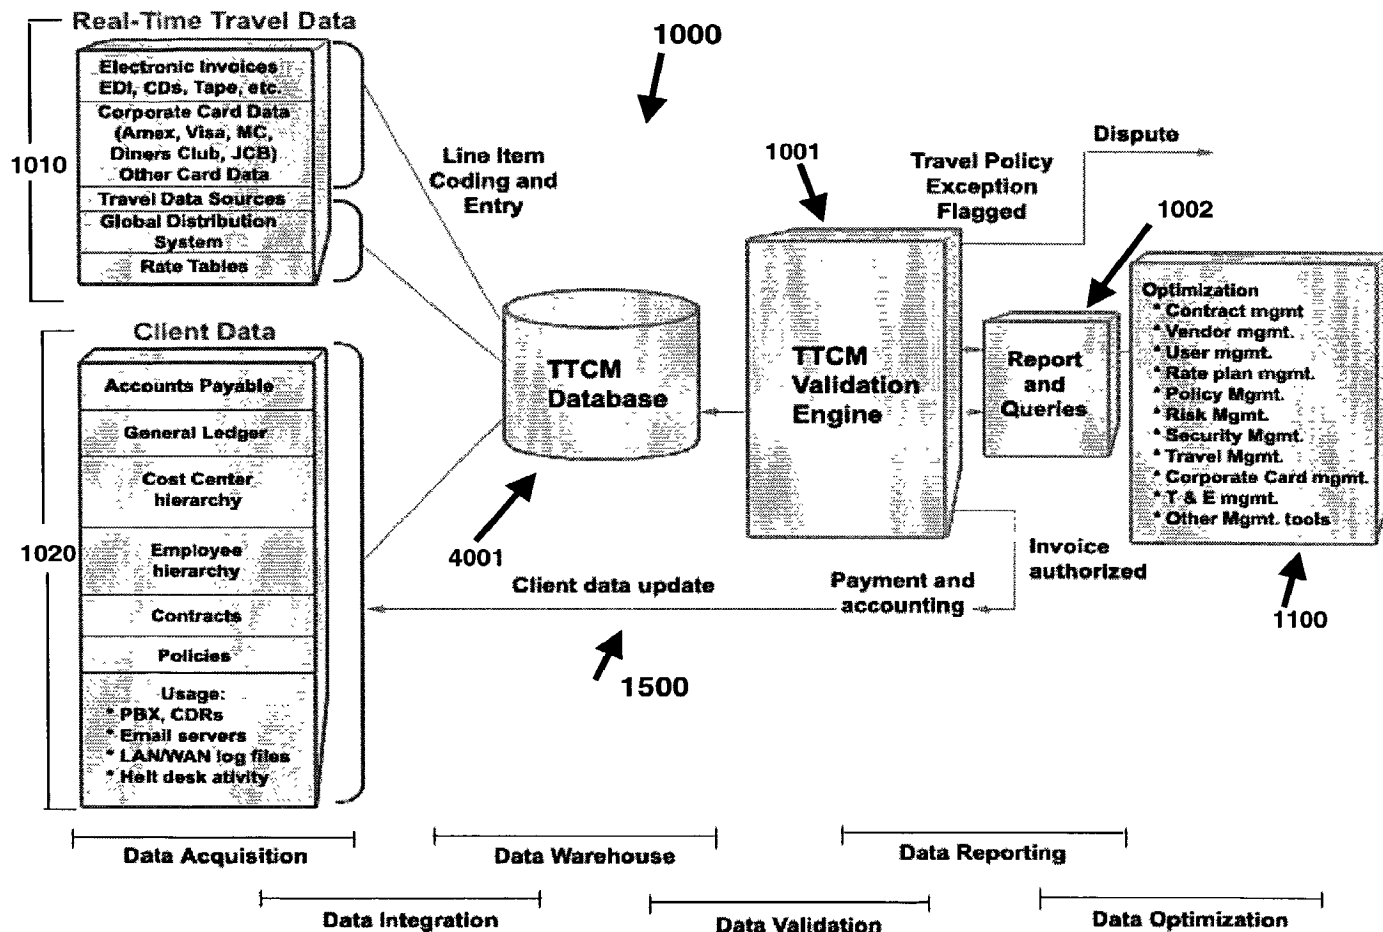 Real-Time Travel Data
Electronic Invoices
EDI, CDs, Tape, etc.
Corporate Card Data
(Amex, Visa, MC,
Diners Club, JCB)
Other Card Data
Travel Data Sources
Global Distribution
System
Rate Tables
1010
Client Data
Accounts Payable
General Ledger
Cost Center
hierarchy
Employee
hierarchy
Contracts
Policies
Usage:
* PBX, CDRs
* Email servers
* LAN/WAN log files
* Helt desk ativity
1020
Line Item
Coding and
Entry
TTCM
Database
4001
1000
1001
TTCM
Validation
Engine
Travel Policy
Exception
Flagged
Dispute
1002
Report
and
Queries
Optimization
* Contract mgmt
* Vendor mgmt.
* User mgmt.
* Rate plan mgmt.
* Policy Mgmt.
* Risk Mgmt.
* Security Mgmt.
* Travel Mgmt.
* Corporate Card mgmt.
* T & E mgmt.
* Other Mgmt. tools
1100
Invoice
authorized
Payment and
accounting
Client data update
1500
Data Acquisition
Data Warehouse
Data Reporting
Data Integration
Data Validation
Data Optimization